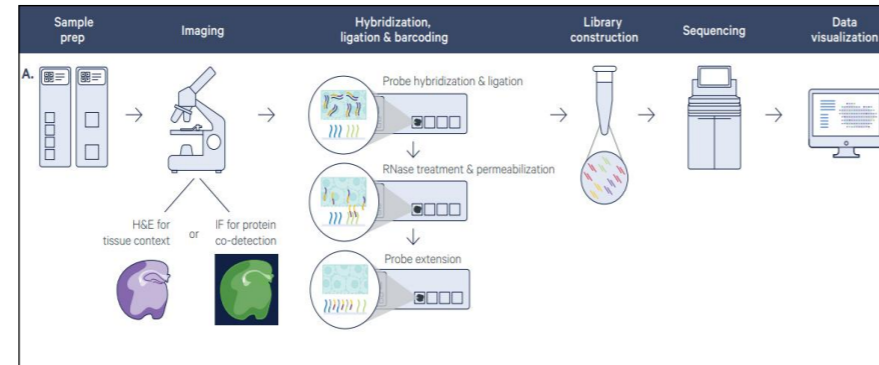 Sample
prep
Imaging
Hybridization,
ligation & barcoding
Library
construction
Sequencing
Data
visualization
A.
Probe hybridization & ligation
RNase treatment & permeabilization
H&E for
tissue context
or
IF for protein
co-detection
Probe extension